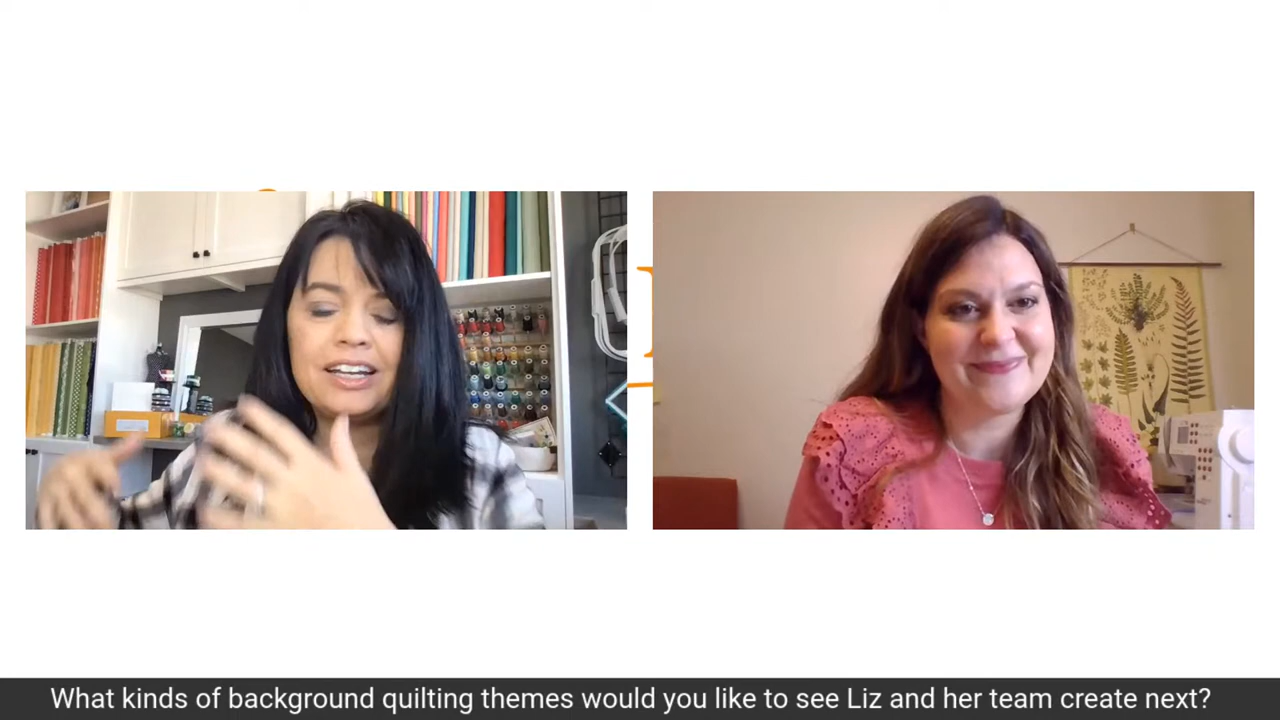 What kinds of background quilting themes would you like to see Liz and her team create next?